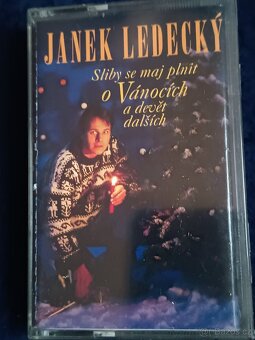 JANEK LEDECKÝ
Sliby se maj plnit
o Vánocích
a devět
dalších